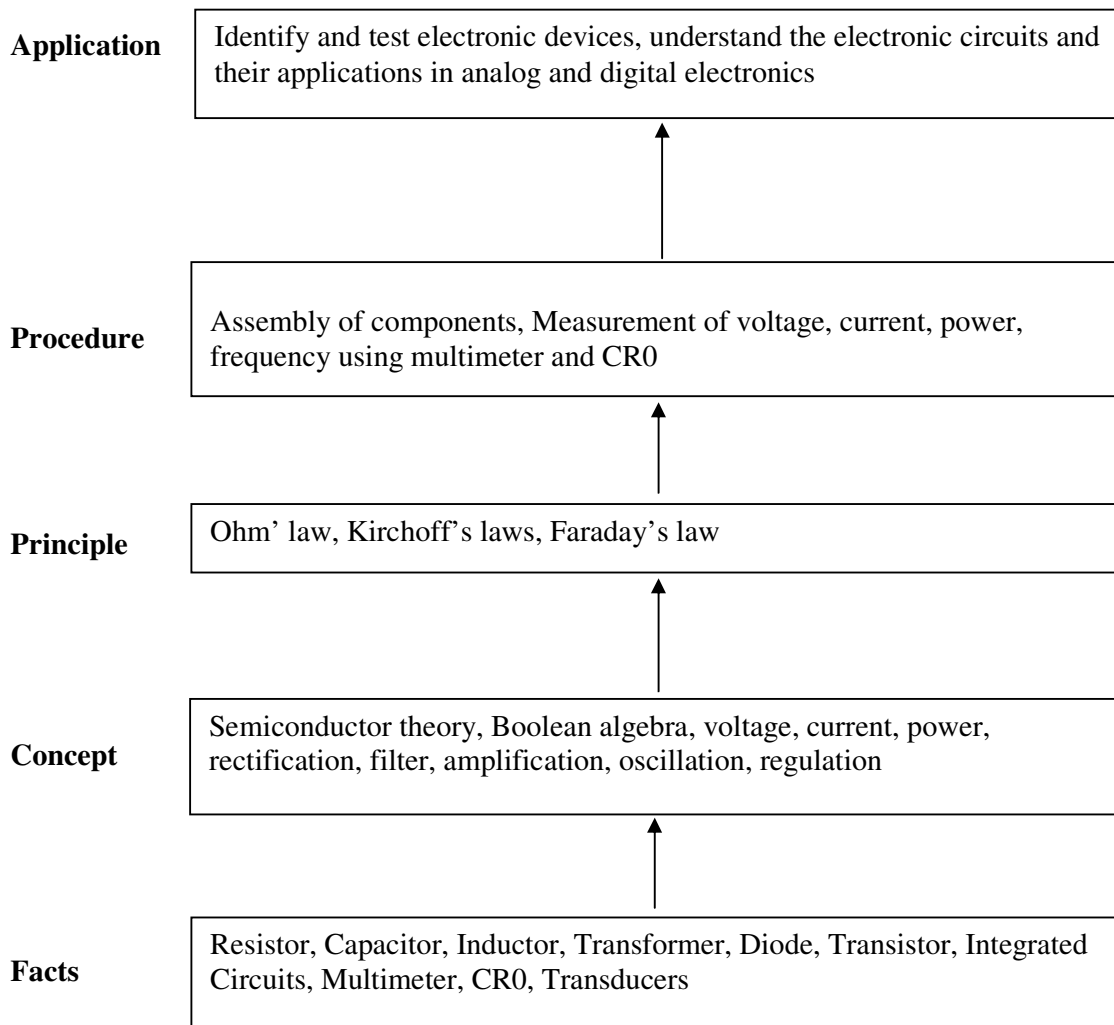 Application
Identify and test electronic devices, understand the electronic circuits and
their applications in analog and digital electronics
Procedure
Assembly of components, Measurement of voltage, current, power,
frequency using multimeter and CR0
Principle
Ohm’ law, Kirchoff’s laws, Faraday’s law
Concept
Semiconductor theory, Boolean algebra, voltage, current, power,
rectification, filter, amplification, oscillation, regulation
Facts
Resistor, Capacitor, Inductor, Transformer, Diode, Transistor, Integrated
Circuits, Multimeter, CR0, Transducers